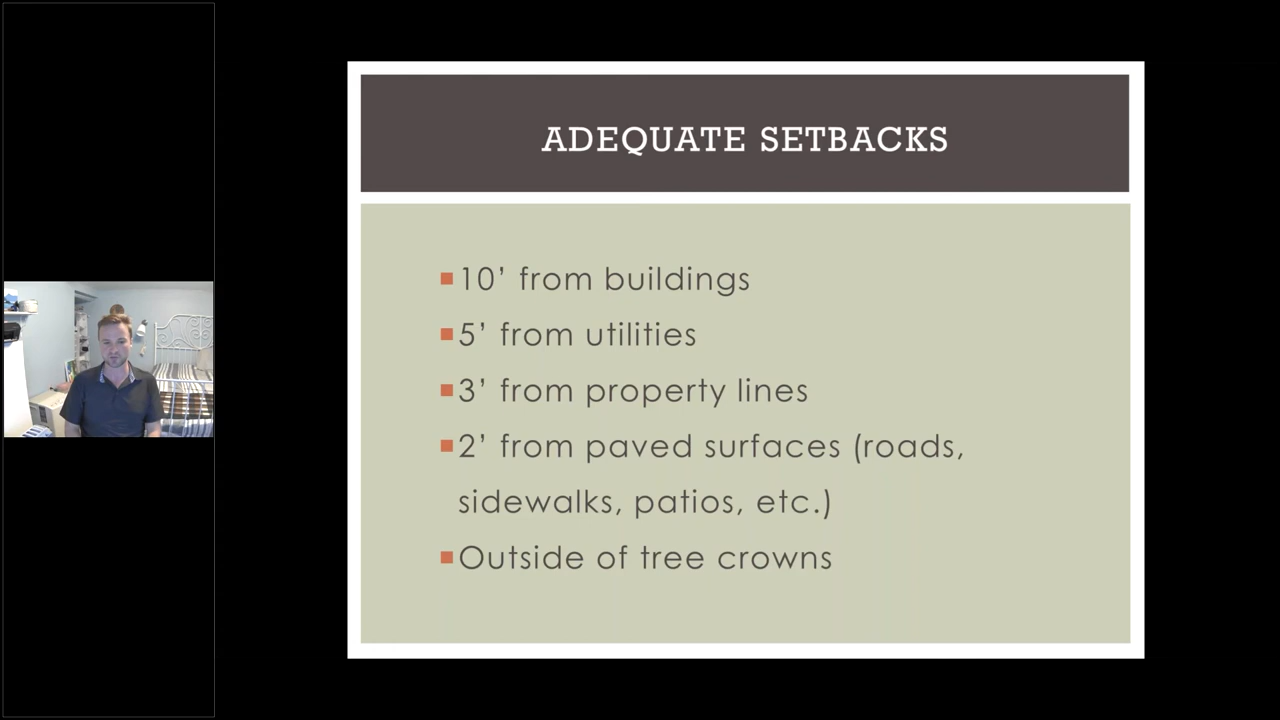 ADEQUATE SETBACKS
10’ from buildings
5’ from utilities
3’ from property lines
2’ from paved surfaces (roads,
sidewalks, patios, etc.)
Outside of tree crowns